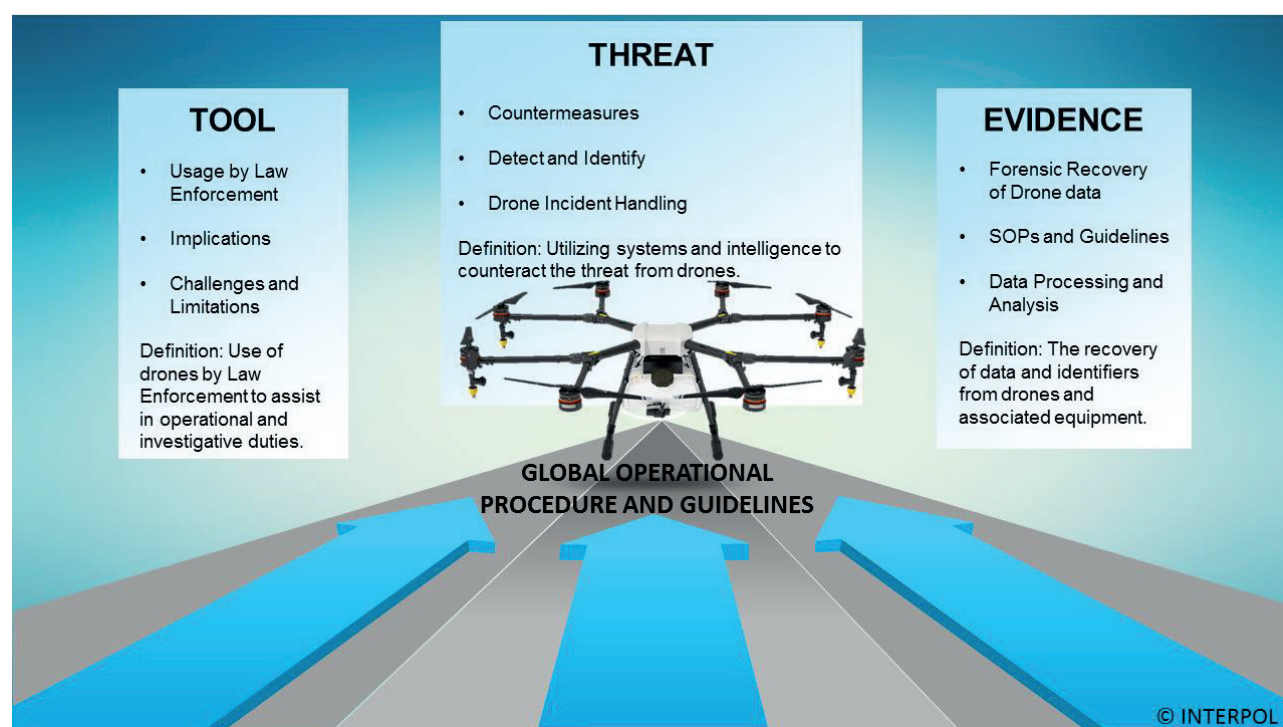 TOOL
• Usage by Law
Enforcement
• Implications
• Challenges and
Limitations
Definition: Use of
drones by Law
Enforcement to assist
in operational and
investigative duties.
THREAT
• Countermeasures
• Detect and Identify
• Drone Incident Handling
Definition: Utilizing systems and intelligence to
counteract the threat from drones.
EVIDENCE
• Forensic Recovery
of Drone data
• SOPs and Guidelines
• Data Processing and
Analysis
Definition: The recovery
of data and identifiers
from drones and
associated equipment.
GLOBAL OPERATIONAL
PROCEDURE AND GUIDELINES
© INTERPOL